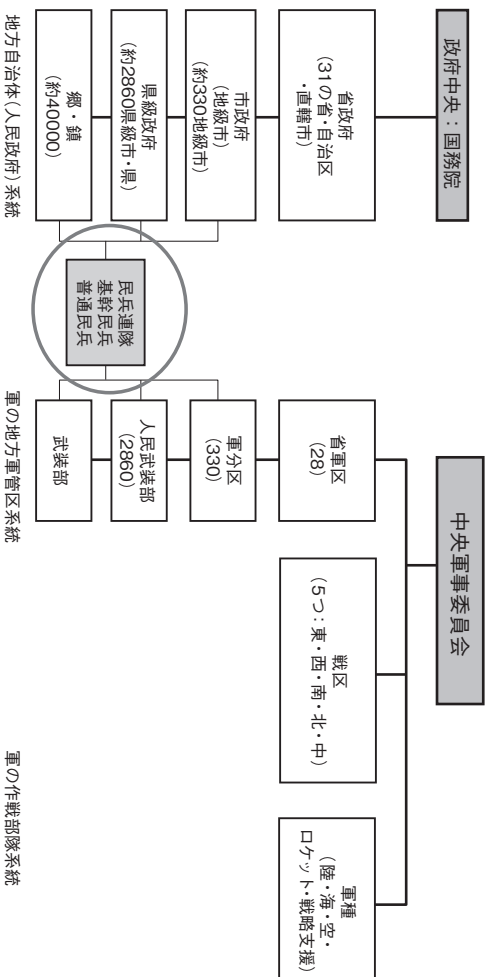 政府中央：国務院
省政府
(31の省・自治区
・直轄市)
市政府
(地級市)
(約330地級市)
県級政府
(約2860県級市・県)
郷・鎮
(約40000)
地方自治体(人民政府)系統
民兵連隊
基幹民兵
普通民兵
中央軍事委員会
省軍区
(28)
軍分区
(330)
人民武装部
(2860)
武装部
軍の地方軍管区系統
戦区
(5つ：東・西・南・北・中)
軍種
(陸・海・空・
ロケット・戦略支援)
軍の作戦部隊系統